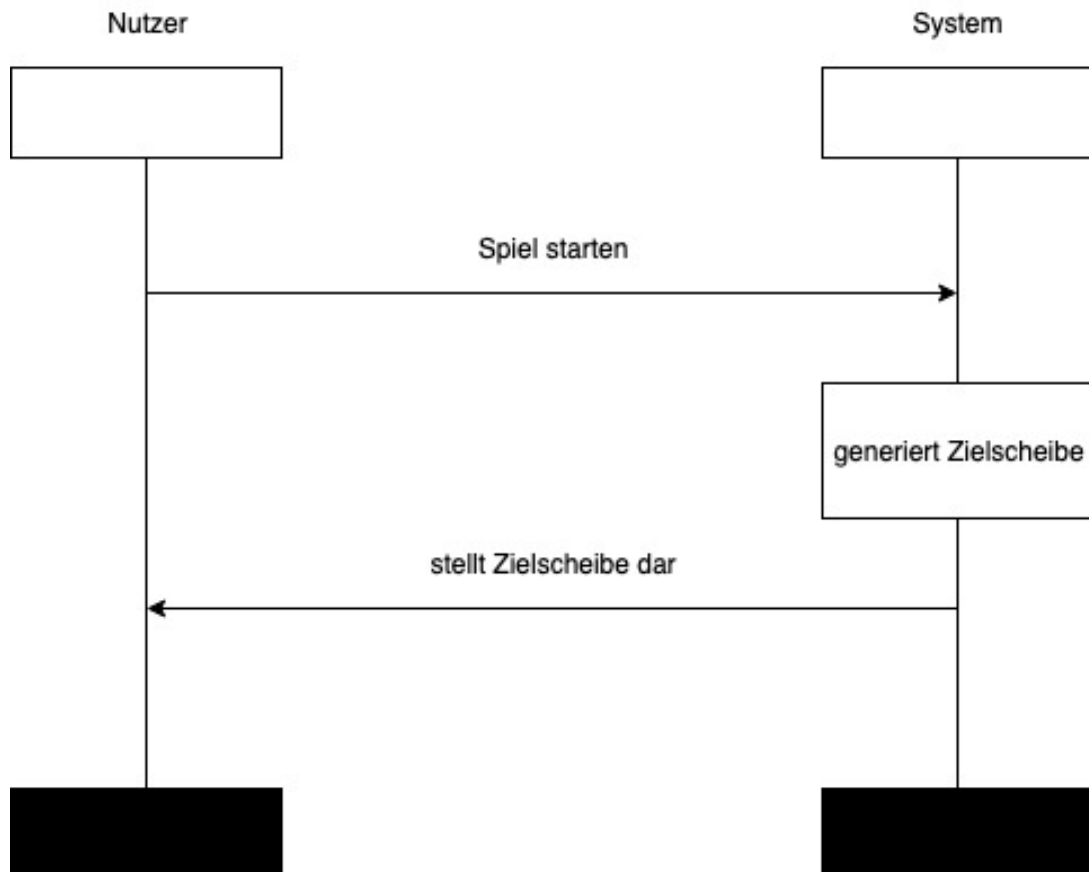 Nutzer
System
Spiel starten
generiert Zielscheibe
stellt Zielscheibe dar